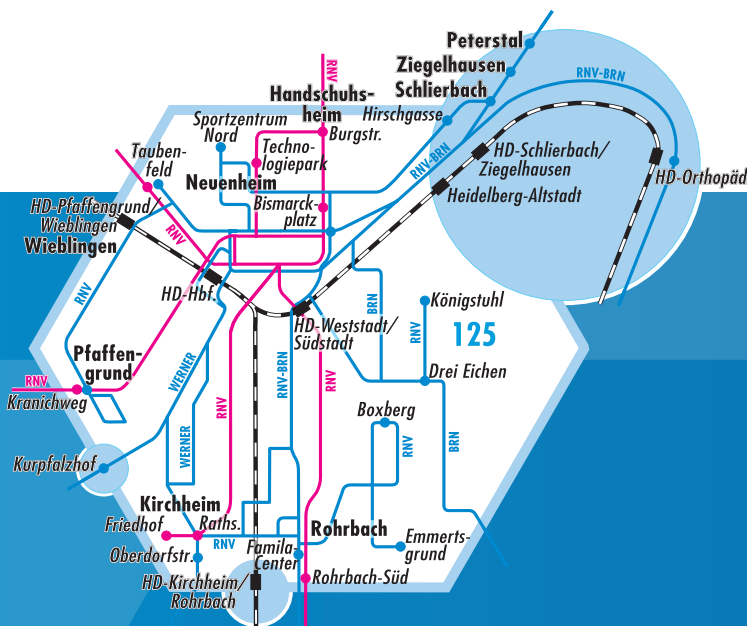 Peterstal
Ziegelhausen
Schlierbach
RNV-BRN
RNV
Handschuhs-
heim
Hirschgasse
Sportzentrum
Nord
Burgstr.
Techno-
logiepark
Tauben-
feld
Neuenheim
RNV-BRN
HD-Schlierbach/
Ziegelhausen
HD-Orthopäd
Heidelberg-Altstadt
Bismarck-
platz
HD-Pfaffengrund/
Wieblingen
Wieblingen
RNV
RNV
HD-Hbf.
BRN
Königstuhl
HD-Weststadt/
Südstadt
RNV
125
Pfaffen-
grund
WERNER
RNV-BRN
RNV
Drei Eichen
RNV
Kranichweg
RNV
Boxberg
RNV
BRN
WERNER
Kurpfalzhof
Kirchheim
Friedhof
Raths.
RNV
Rohrbach
Oberdorfstr.
Famila-
Center
Emmerts-
grund
HD-Kirchheim/
Rohrbach
Rohrbach-Süd